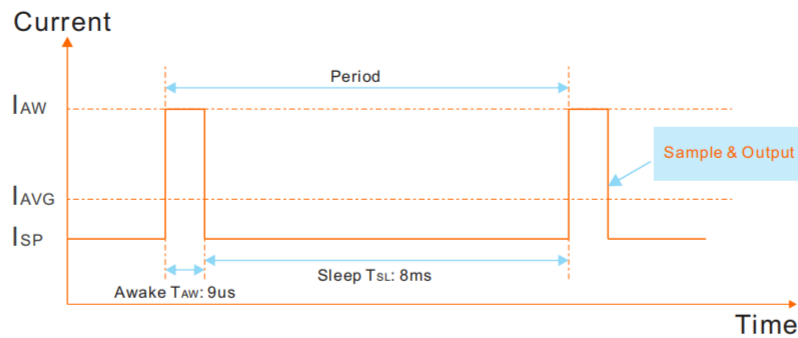 Current
Period
IAW
Sample & Output
IAVG
ISP
Sleep TSL: 8ms
Awake TAW: 9us
Time